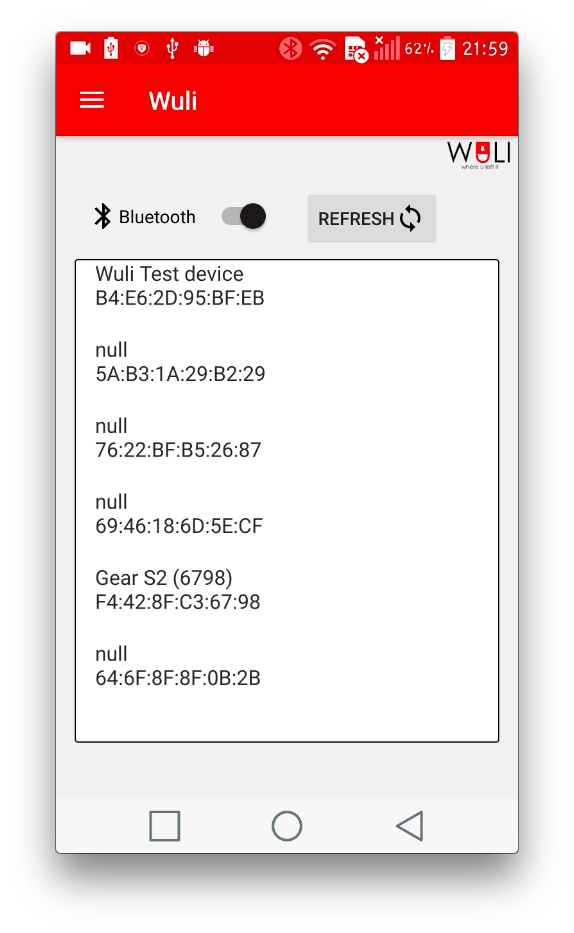 62% 21:59
Wuli
WULI
where u left it
Bluetooth
REFRESH
Wuli Test device
B4:E6:2D:95:BF:EB
null
5A:B3:1A:29:B2:29
null
76:22:BF:B5:26:87
null
69:46:18:6D:5E:CF
Gear S2 (6798)
F4:42:8F:C3:67:98
null
64:6F:8F:8F:0B:2B